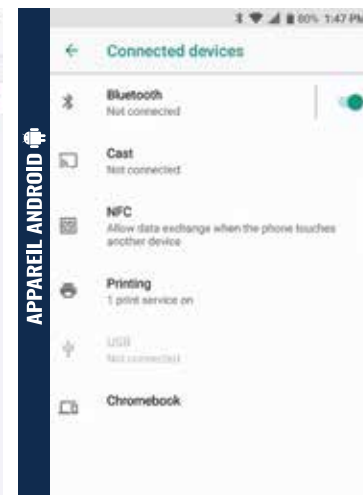 80% 1:47 PM
Connected devices
Bluetooth
Not connected
Cast
Not connected
NFC
Allow data exchange when the phone touches
another device
Printing
1 print service on
USB
Not connected
Chromebook
APPAREIL ANDROID